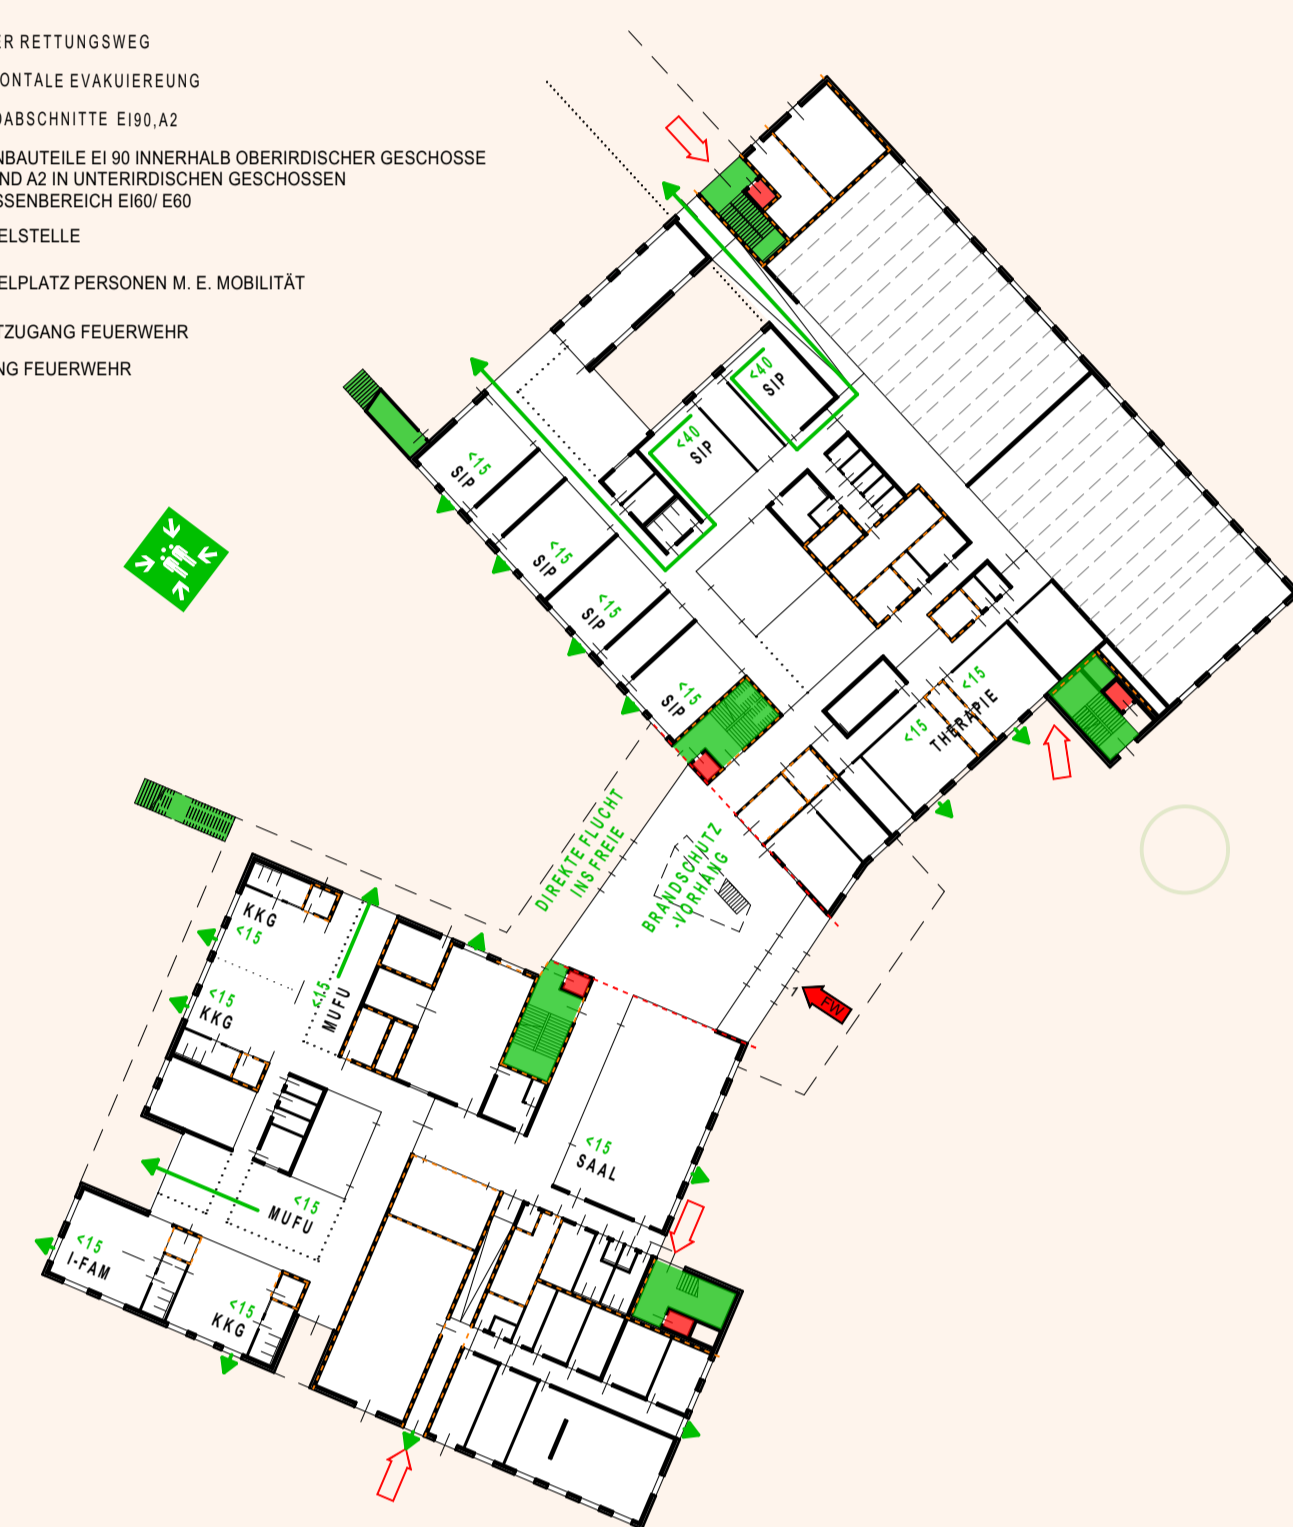 ER RETTUNGSWEG
ONTALE EVAKUIEREUNG
DABSCHNITTE EI90,A2
NBAUTEILE EI 90 INNERHALB OBERIRDISCHER GESCHOSSE
ND A2 IN UNTERIRDISCHEN GESCHOSSEN
SSENBEREICH EI60/ E60
ELSTELLE
ELPLATZ PERSONEN M. E. MOBILITÄT
TZUGANG FEUERWEHR
NG FEUERWEHR
<40
SIP
<40
SIP
<15
SIP
<15
SIP
<15
SIP
<15
SIP
<15
<15
THERAPIE
DIREKTE FLUCHT
INS FREIE
BRANDSCHUTZ
-VORHANG
KKG
<15
<15
KKG
<15
MUFU
FW
<15
SAAL
<15
MUFU
<15
I-FAM
<15
KKG